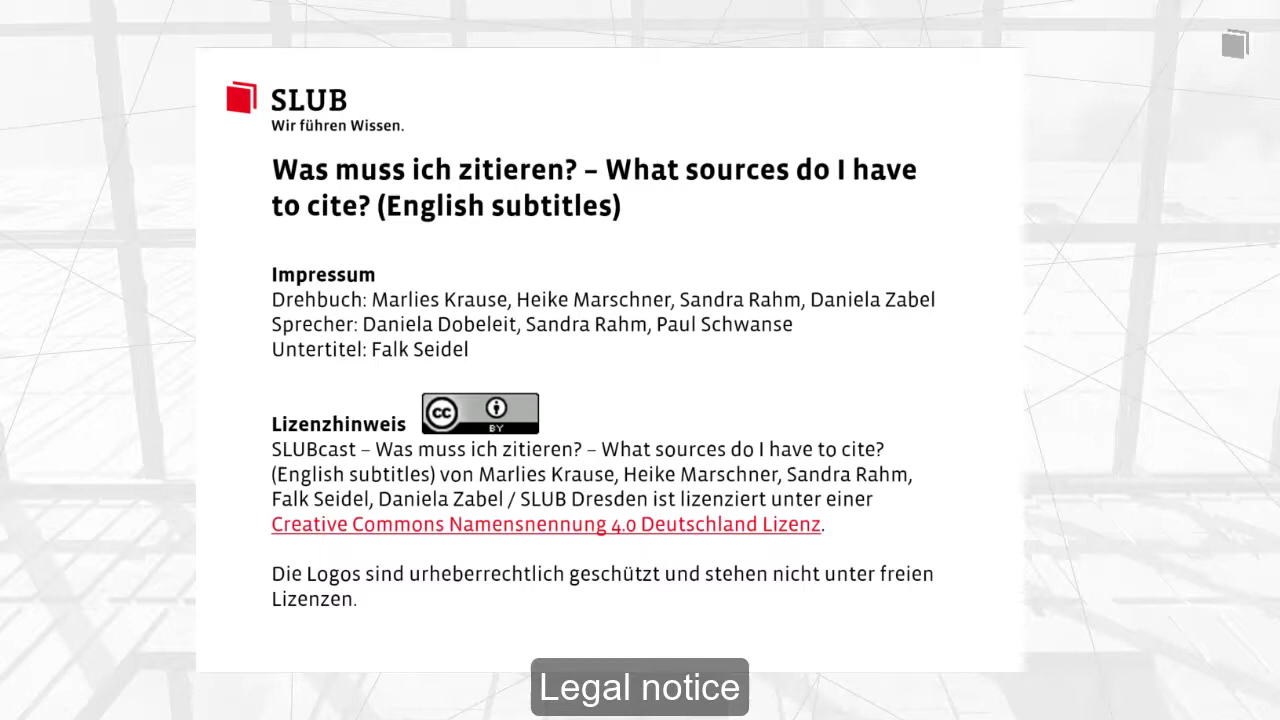 SLUB
Wir führen Wissen.
Was muss ich zitieren? – What sources do I have
to cite? (English subtitles)
Impressum
Drehbuch: Marlies Krause, Heike Marschner, Sandra Rahm, Daniela Zabel
Sprecher: Daniela Dobeleit, Sandra Rahm, Paul Schwanse
Untertitel: Falk Seidel
Lizenzhinweis
cc
BY
SLUBcast – Was muss ich zitieren? – What sources do I have to cite?
(English subtitles) von Marlies Krause, Heike Marschner, Sandra Rahm,
Falk Seidel, Daniela Zabel / SLUB Dresden ist lizenziert unter einer
Creative Commons Namensnennung 4.0 Deutschland Lizenz.
Die Logos sind urheberrechtlich geschützt und stehen nicht unter freien
Lizenzen.
Legal notice